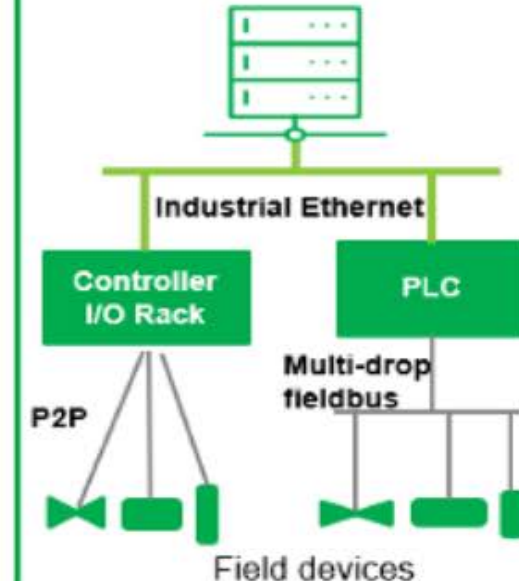 Industrial Ethernet
Controller
I/O Rack
PLC
P2P
Multi-drop
fieldbus
Field devices